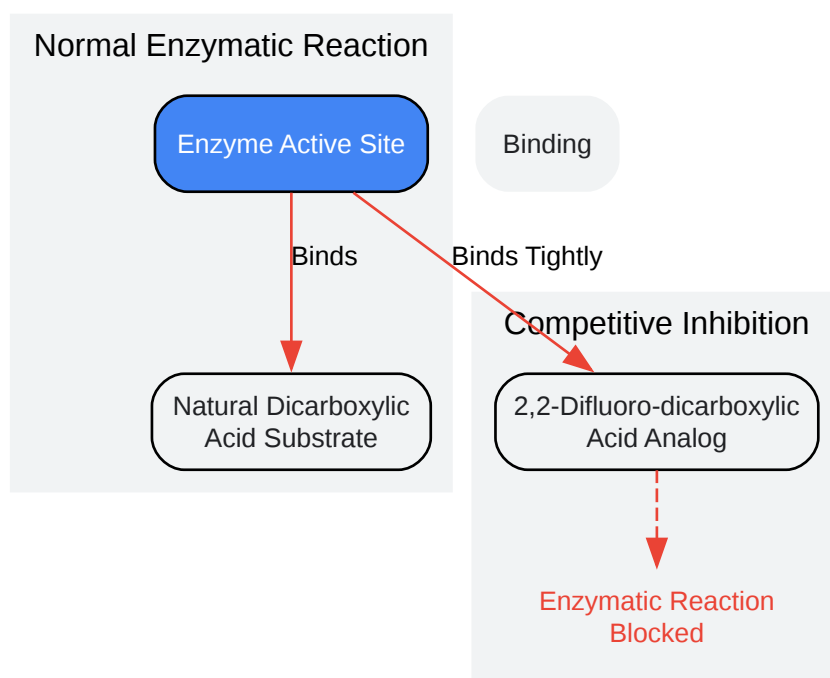 Normal Enzymatic Reaction
Enzyme Active Site
Binding
Binds
Binds Tightly
Competitive Inhibition
Natural Dicarboxylic
Acid Substrate
2,2-Difluoro-dicarboxylic
Acid Analog
Enzymatic Reaction
Blocked